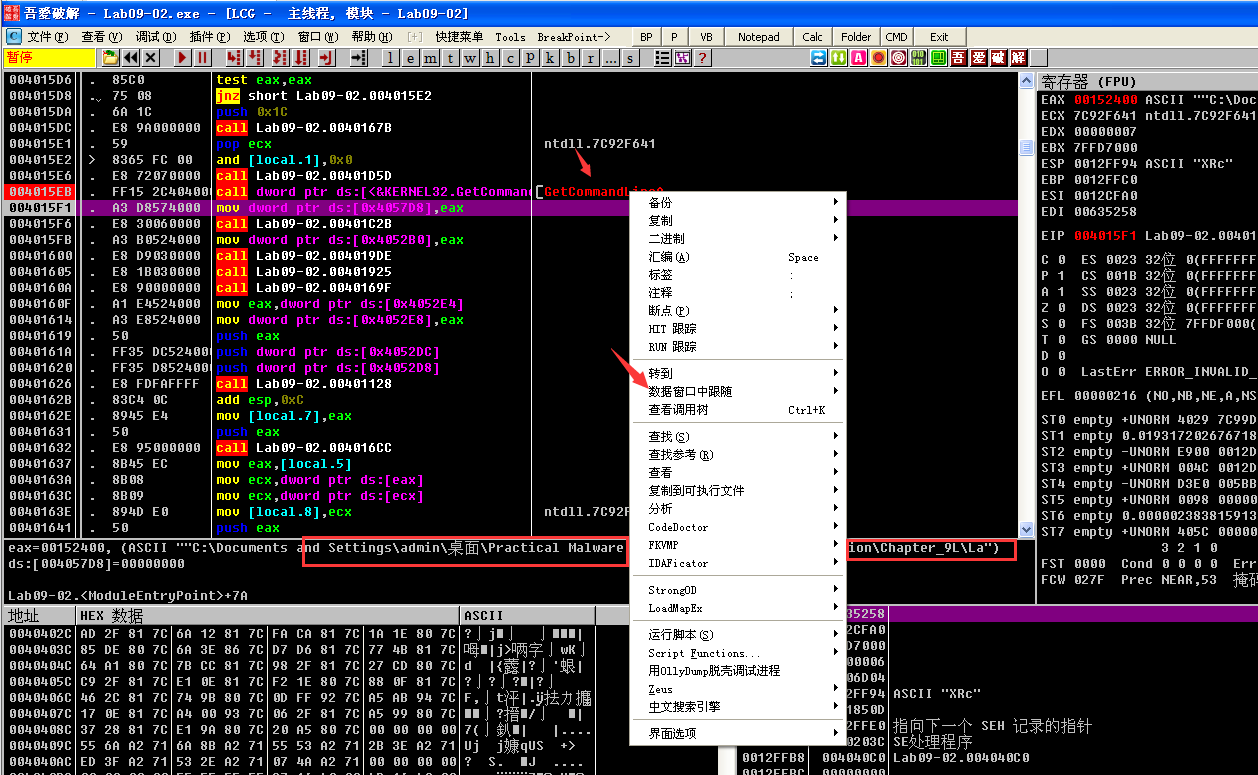 吾愛破解 - Lab09-02.exe - [LCG - 主线程, 模块 - Lab09-02]
文件(F) 查看(V) 调试(D) 插件(P) 选项(T) 窗口(W) 帮助(H) [+] 快捷菜单 Tools BreakPoint-> BP P VB Notepad Calc Folder CMD Exit
暂停 l e m t w h c p k b r ... s ? 吾 爱 破 解
004015D6 . 85C0 test eax,eax
004015D8 . 75 08 jnz short Lab09-02.004015E2
004015DA . 6A 1C push 0x1C
004015DC . E8 9A000000 call Lab09-02.0040167B
004015E1 . 59 pop ecx ntdll.7C92F641
004015E2 > 8365 FC 00 and [local.1],0x0
004015E6 . E8 72070000 call Lab09-02.00401D5D
004015EB . FF15 2C404000 call dword ptr ds:[<&KERNEL32.GetComman
004015F1 . A3 D8574000 mov dword ptr ds:[0x4057D8],eax
004015F6 . E8 30060000 call Lab09-02.00401C2B
004015FB . A3 B0524000 mov dword ptr ds:[0x4052B0],eax
00401600 . E8 D9030000 call Lab09-02.004019DE
00401605 . E8 1B030000 call Lab09-02.00401925
0040160A . E8 90000000 call Lab09-02.0040169F
0040160F . A1 E4524000 mov eax,dword ptr ds:[0x4052E4]
00401614 . A3 E8524000 mov dword ptr ds:[0x4052E8],eax
00401619 . 50 push eax
0040161A . FF35 DC524000 push dword ptr ds:[0x4052DC]
00401620 . FF35 D8524000 push dword ptr ds:[0x4052D8]
00401626 . E8 FDFAFFFF call Lab09-02.00401128
0040162B . 83C4 0C add esp,0xC
0040162E . 8945 E4 mov [local.7],eax
00401631 . 50 push eax
00401632 . E8 95000000 call Lab09-02.004016CC
00401637 . 8B45 EC mov eax,[local.5]
0040163A . 8B08 mov ecx,dword ptr ds:[eax]
0040163C . 8B09 mov ecx,dword ptr ds:[ecx]
0040163E . 894D E0 mov [local.8],ecx ntdll.7C92F
00401641 . 50 push eax
eax=00152400, (ASCII ""C:\Documents and Settings\admin\桌面\Practical Malware
ion\Chapter_9L\La")
ds:[004057D8]=00000000
Lab09-02.<ModuleEntryPoint>+7A
备份
复制
二进制
汇编(A) Space
标签 :
注释 ;
断点(P)
HIT 跟踪
RUN 跟踪
转到
数据窗口中跟随
查看调用树 Ctrl+K
查找(S)
查找参考(R)
查看
复制到可执行文件
分析
CodeDoctor
FKVMP
IDAFicator
StrongOD
LoadMapEx
运行脚本(S)
Script Functions...
用OllyDump脱壳调试进程
Zeus
中文搜索引擎
界面选项
寄存器 (FPU)
EAX 00152400 ASCII ""C:\Doc
ECX 7C92F641 ntdll.7C92F641
EDX 00000007
EBX 7FFD7000
ESP 0012FF94 ASCII "XRc"
EBP 0012FFC0
ESI 0012CFA0
EDI 00635258
EIP 004015F1 Lab09-02.00401
C 0 ES 0023 32位 0(FFFFFFF
P 1 CS 001B 32位 0(FFFFFFF
A 1 SS 0023 32位 0(FFFFFFF
Z 0 DS 0023 32位 0(FFFFFFF
S 0 FS 003B 32位 7FFDF000(
T 0 GS 0000 NULL
D 0
O 0 LastErr ERROR_INVALID_
EFL 00000216 (NO,NB,NE,A,NS
ST0 empty +UNORM 4029 7C99D
ST1 empty 0.019317202676718
ST2 empty -UNORM E900 0012D
ST3 empty +UNORM 004C 0012D
ST4 empty -UNORM D3E0 005BB
ST5 empty +UNORM 0098 00000
ST6 empty 0.000002383815913
ST7 empty +UNORM 405C 00000
3 2 1 0
FST 0000 Cond 0 0 0 0 Err
FCW 027F Prec NEAR,53 掩码
地址 HEX 数据 ASCII
0040402C AD 2F 81 7C 6A 12 81 7C FA CA 81 7C 1A 1E 80 7C
0040403C 85 DE 80 7C 6A 3E 86 7C D7 D6 81 77 4B 81 7C
0040404C 64 A1 80 7C 7B CC 81 7C 98 2F 81 7C 27 CD 80 7C
0040405C C9 2F 81 7C E1 0E 81 7C F2 1E 80 7C 88 0F 81 7C
0040406C 46 2C 81 7C 74 9B 80 7C 0D FF 92 7C A5 AB 94 7C
0040407C 17 0E 81 7C A4 00 93 7C 06 2F 81 7C A5 99 80 7C
0040408C 37 28 81 7C E1 9A 80 7C 20 A5 80 7C 00 00 00 00
0040409C 55 6A A2 71 6A 8B A2 71 55 53 A2 71 2B 3E A2 71
004040AC ED 3F A2 71 53 2E A2 71 07 4A A2 71 00 00 00 00
35258
2CFA0
D7000
00006
06D04
2FF94 ASCII "XRc"
1850D
2FFE0 指向下一个 SEH 记录的指针
0203C SE处理程序
0012FFB8 004040C0 Lab09-02.004040C0